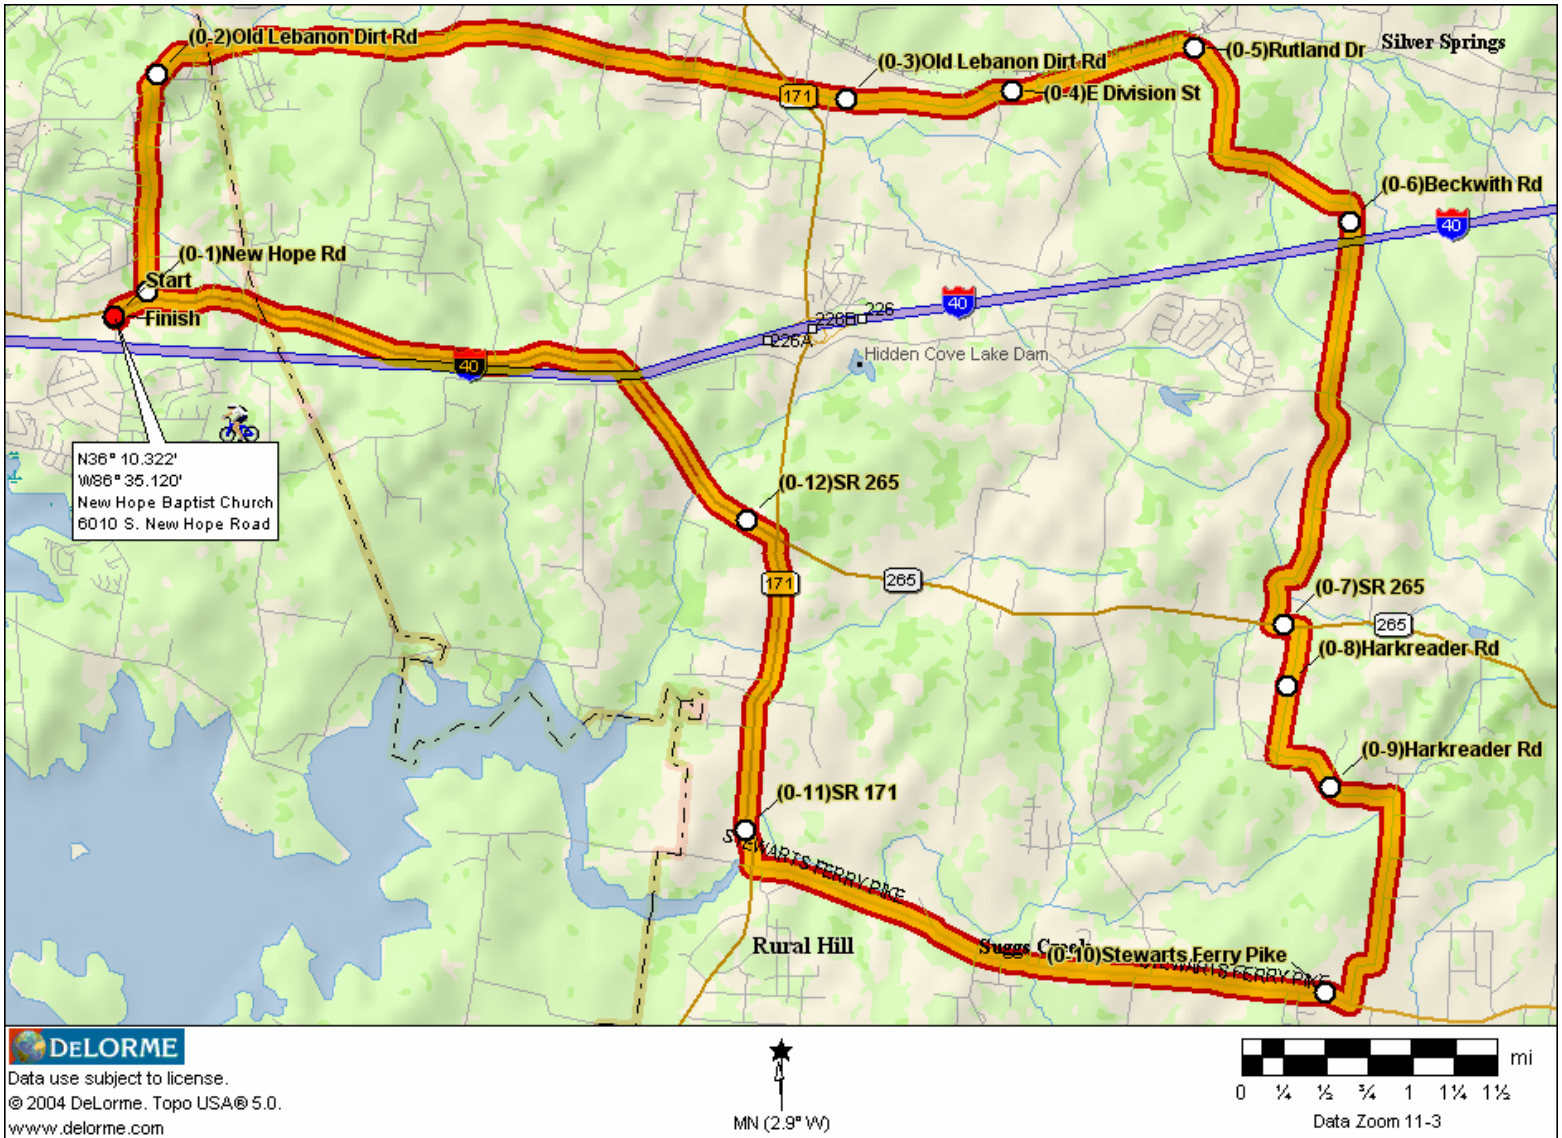 (0-2)Old Lebanon Dirt Rd
(0-3)Old Lebanon Dirt Rd
(0-5)Rutland Dr
Silver Springs
171
(0-4)E Division St
(0-6)Beckwith Rd
40
(0-1)New Hope Rd
Start
Finish
40
226
226B
226A
40
Hidden Cove Lake Dam
N36° 10.322'
W86° 35.120'
New Hope Baptist Church
6010 S. New Hope Road
(0-12)SR 265
171
265
(0-7)SR 265
265
(0-8)Harkreader Rd
(0-9)Harkreader Rd
(0-11)SR 171
STEWARTS FERRY PIKE
Rural Hill
Suggs Creek
(0-10)Stewarts Ferry Pike
STEWARTS FERRY PIKE
DELORME
Data use subject to license.
© 2004 DeLorme. Topo USA® 5.0.
www.delorme.com
MN (2.9° W)
mi
0 ¼ ½ ¾ 1 1¼ 1½
Data Zoom 11-3